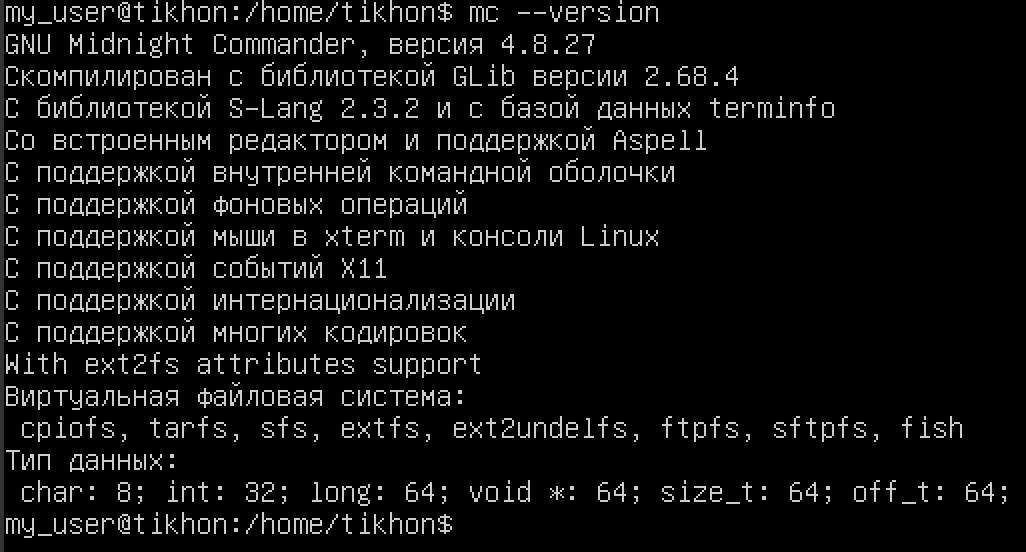 my_user@tikhon:/home/tikhon$ mc --version
GNU Midnight Commander, версия 4.8.27
Скомпилирован с библиотекой GLib версии 2.68.4
С библиотекой S-Lang 2.3.2 и с базой данных terminfo
Со встроенным редактором и поддержкой Aspell
С поддержкой внутренней командной оболочки
С поддержкой фоновых операций
С поддержкой мыши в xterm и консоли Linux
С поддержкой событий X11
С поддержкой интернационализации
С поддержкой многих кодировок
With ext2fs attributes support
Виртуальная файловая система:
 cpiofs, tarfs, sfs, extfs, ext2undelfs, ftpfs, sftpfs, fish
Тип данных:
 char: 8; int: 32; long: 64; void *: 64; size_t: 64; off_t: 64;
my_user@tikhon:/home/tikhon$